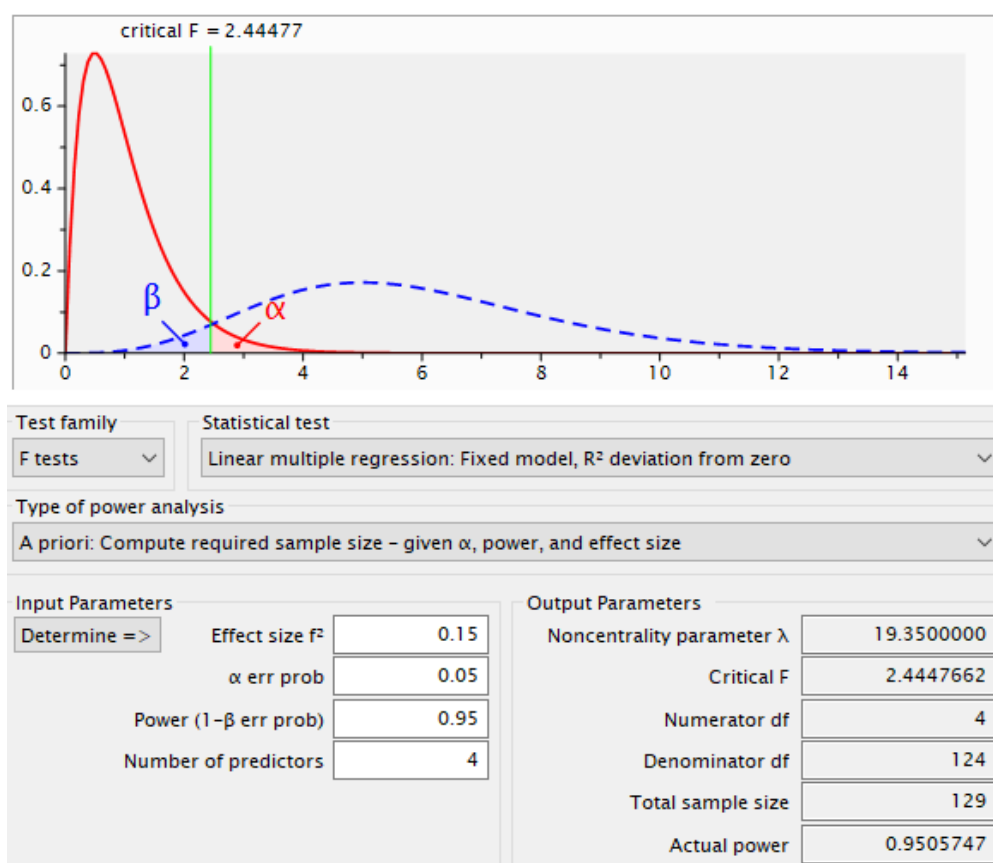 critical F = 2.44477
0.6
0.4
0.2
0
β
α
0 2 4 6 8 10 12 14
Test family Statistical test
F tests Linear multiple regression: Fixed model, R² deviation from zero
Type of power analysis
A priori: Compute required sample size – given α, power, and effect size
Input Parameters Output Parameters
Determine => Effect size f² 0.15 Noncentrality parameter λ 19.3500000
α err prob 0.05 Critical F 2.4447662
Power (1-β err prob) 0.95 Numerator df 4
Number of predictors 4 Denominator df 124
Total sample size 129
Actual power 0.9505747